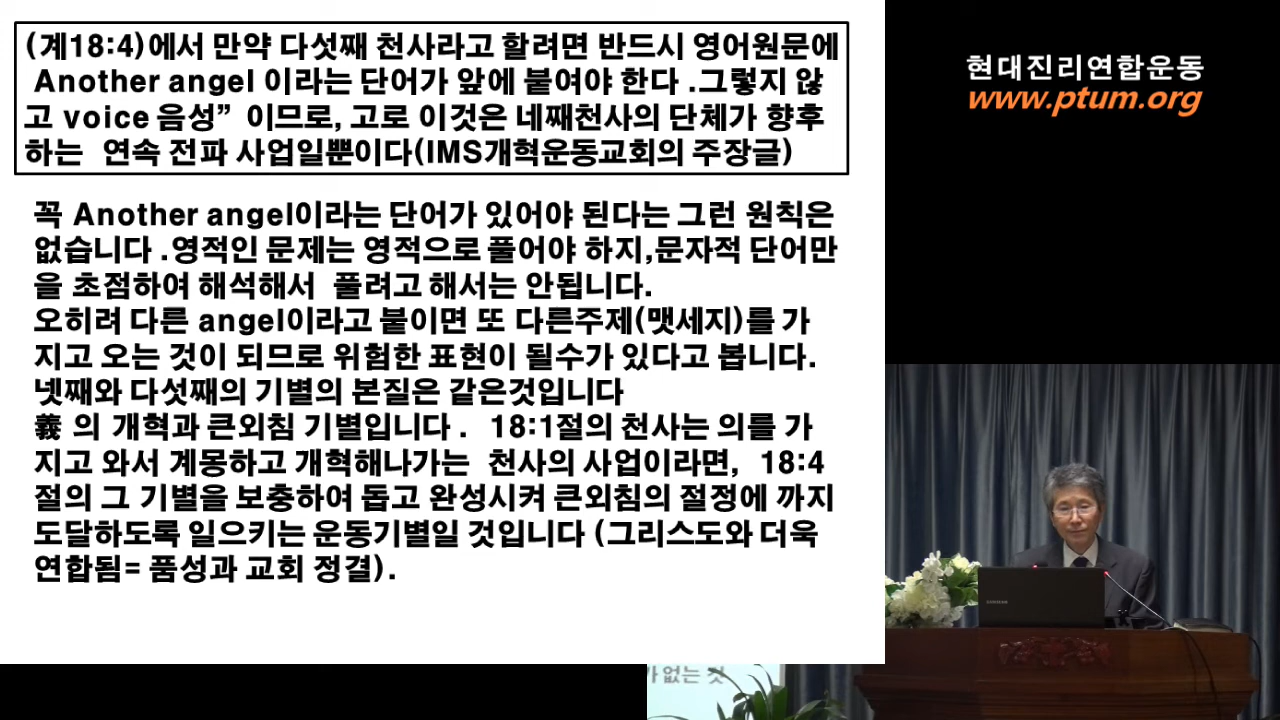 (계18:4)에서 만약 다섯째 천사라고 할려면 반드시 영어원문에
Another angel 이라는 단어가 앞에 붙여야 한다 .그렇지 않
고 voice 음성” 이므로, 고로 이것은 네째천사의 단체가 향후
하는 연속 전파 사업일뿐이다(IMS개혁운동교회의 주장글)
꼭 Another angel이라는 단어가 있어야 된다는 그런 원칙은
없습니다 .영적인 문제는 영적으로 풀어야 하지,문자적 단어만
을 초점하여 해석해서 풀려고 해서는 안됩니다.
오히려 다른 angel이라고 붙이면 또 다른주제(맷세지)를 가
지고 오는 것이 되므로 위험한 표현이 될수가 있다고 봅니다.
넷째와 다섯째의 기별의 본질은 같은것입니다
義 의 개혁과 큰외침 기별입니다 . 18:1절의 천사는 의를 가
지고 와서 계몽하고 개혁해나가는 천사의 사업이라면, 18:4
절의 그 기별을 보충하여 돕고 완성시켜 큰외침의 절정에 까지
도달하도록 일으키는 운동기별일 것입니다 (그리스도와 더욱
연합됨= 품성과 교회 정결).
현대진리연합운동
www.ptum.org
가 없는 것
SAMSUNG